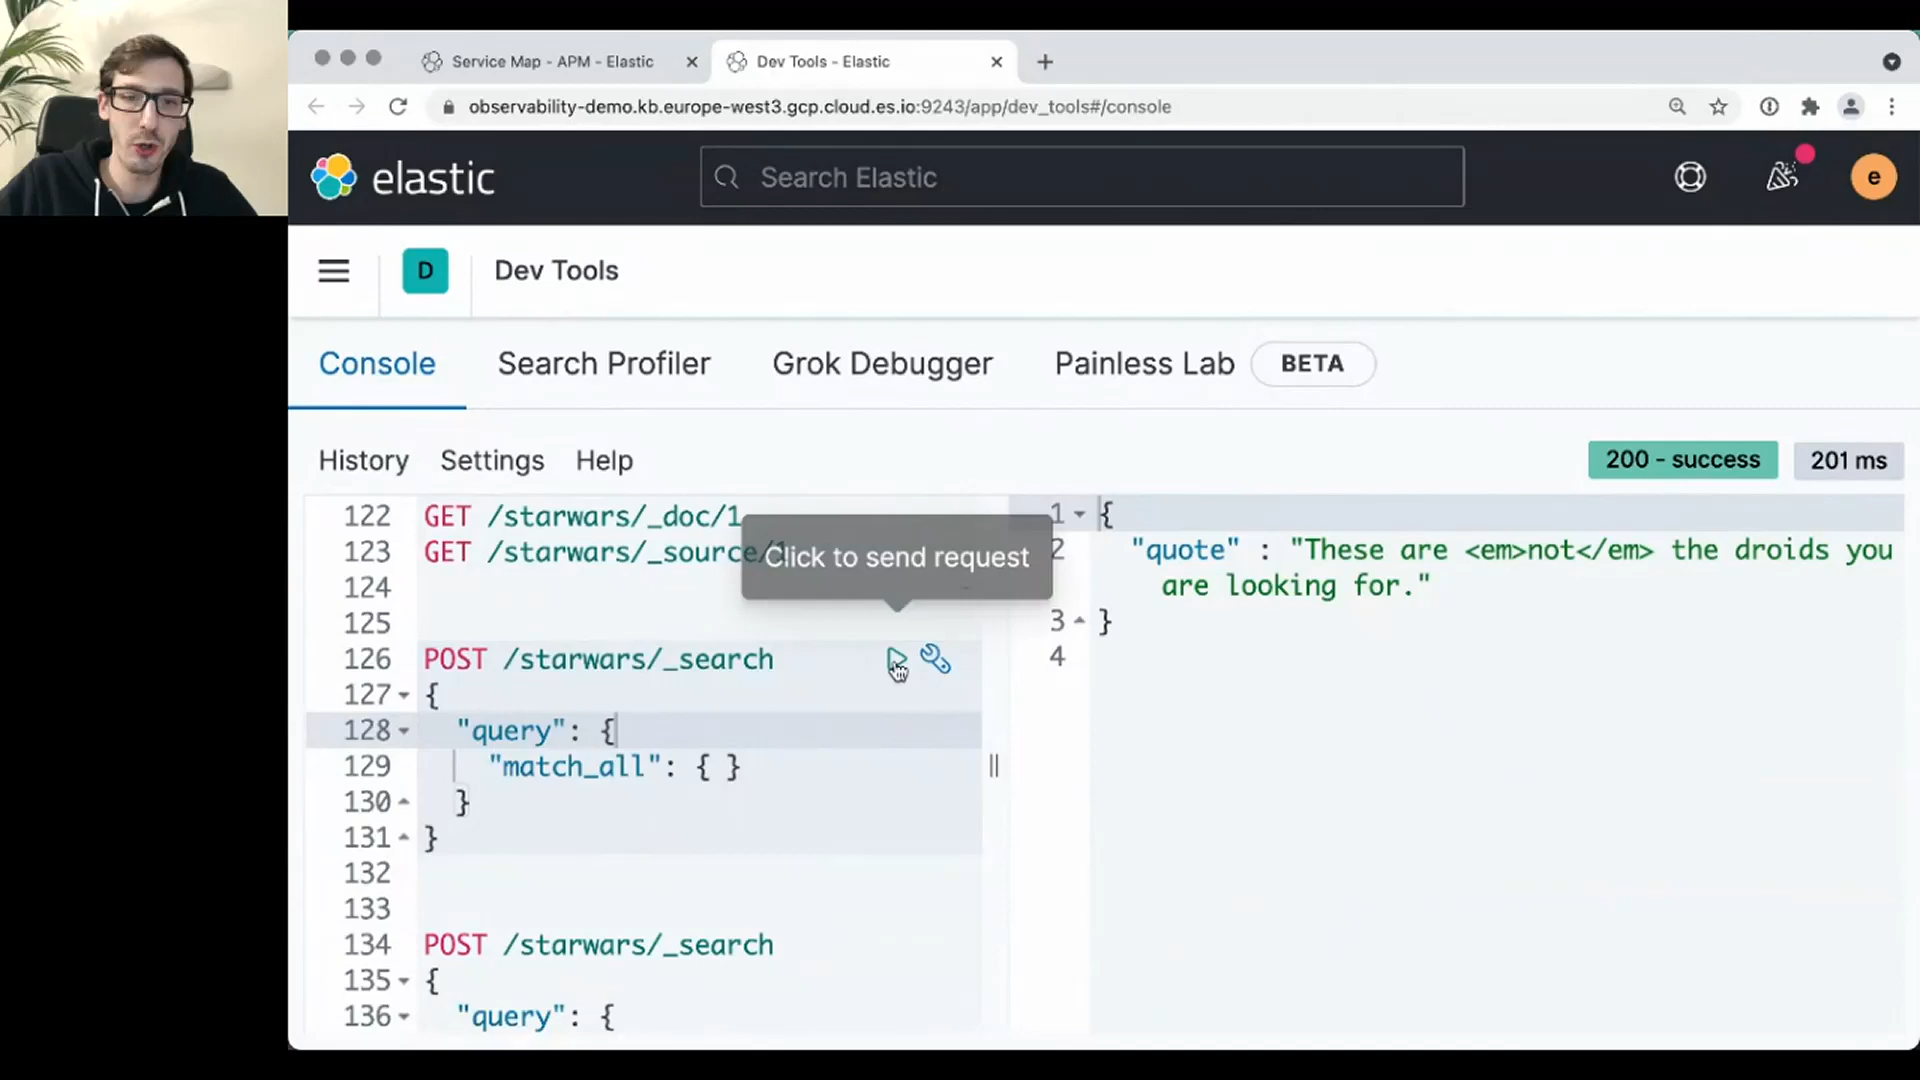 Service Map - APM - Elastic
Dev Tools - Elastic
observability-demo.kb.europe-west3.gcp.cloud.es.io:9243/app/dev_tools#/console
elastic
Search Elastic
e
D
Dev Tools
Console
Search Profiler
Grok Debugger
Painless Lab
BETA
History
Settings
Help
200 - success
201 ms
122 GET /starwars/_doc/1
123 GET /starwars/_source/1
124
125
126 POST /starwars/_search
127 {
128 "query": {
129 "match_all": { }
130 }
131 }
132
133
134 POST /starwars/_search
135 {
136 "query": {
Click to send request
1 {
2 "quote" : "These are <em>not</em> the droids you
are looking for."
3 }
4